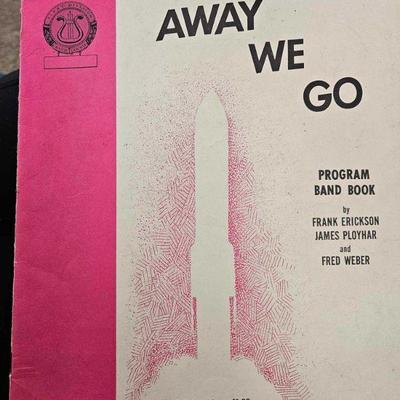 AWAY
WE
GO
PROGRAM
BAND BOOK
by
FRANK ERICKSON
JAMES PLOYHAR
and
FRED WEBER